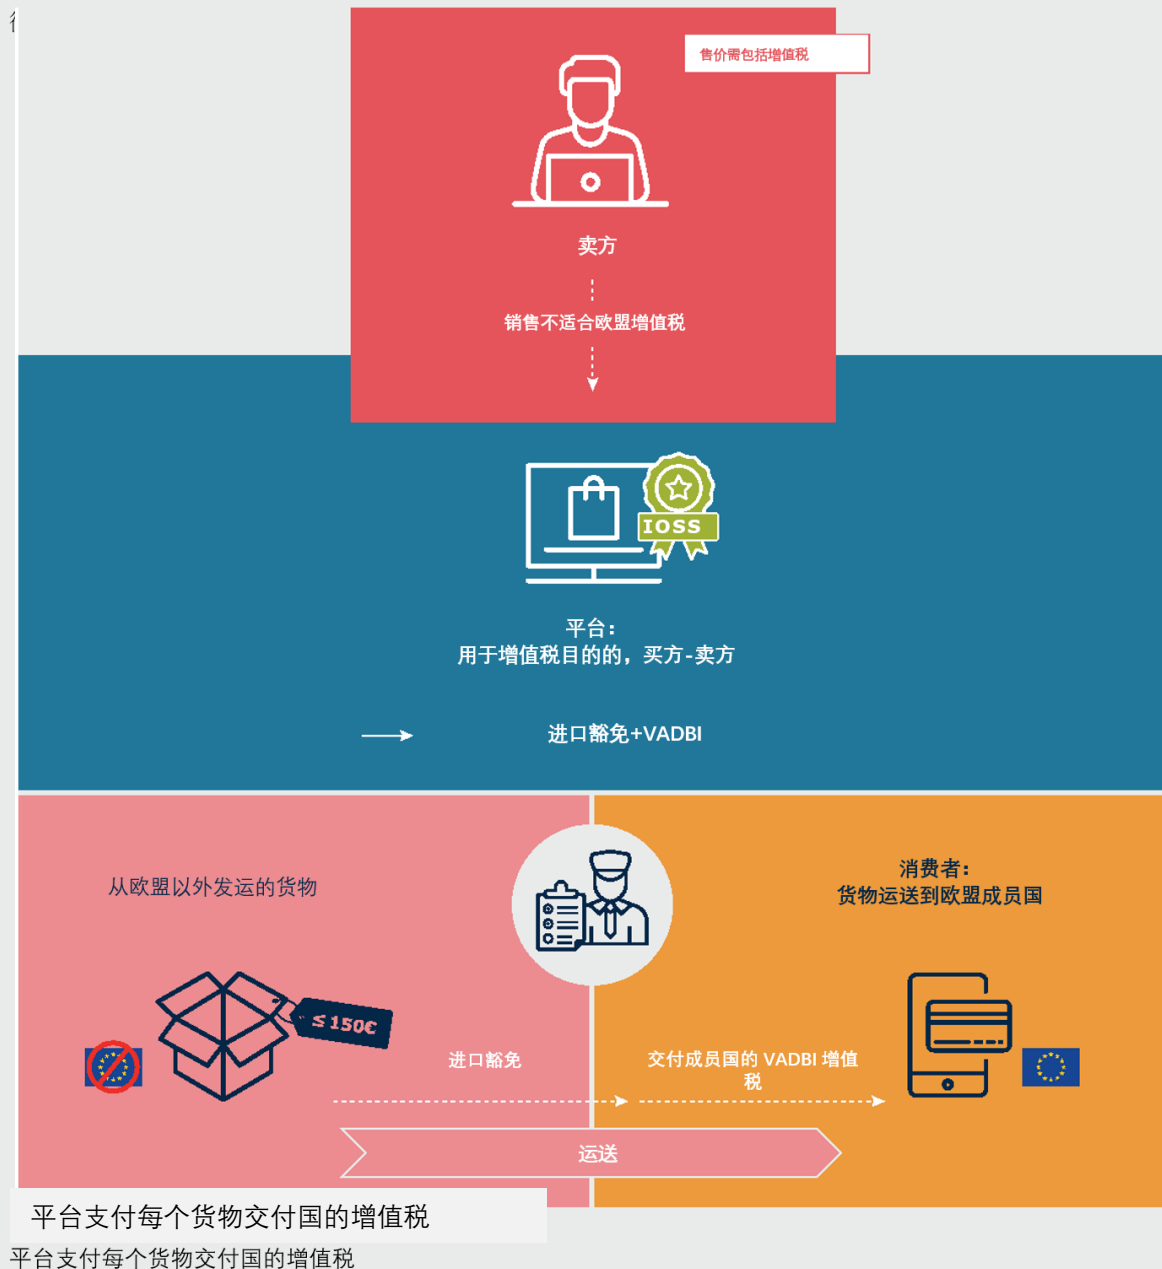 售价需包括增值税
卖方
销售不适合欧盟增值税
IOSS
平台：
用于增值税目的的，买方-卖方
进口豁免+VADBI
从欧盟以外发运的货物
消费者：
货物运送到欧盟成员国
≤150€
进口豁免
交付成员国的 VADBI 增值
税
运送
平台支付每个货物交付国的增值税
平台支付每个货物交付国的增值税